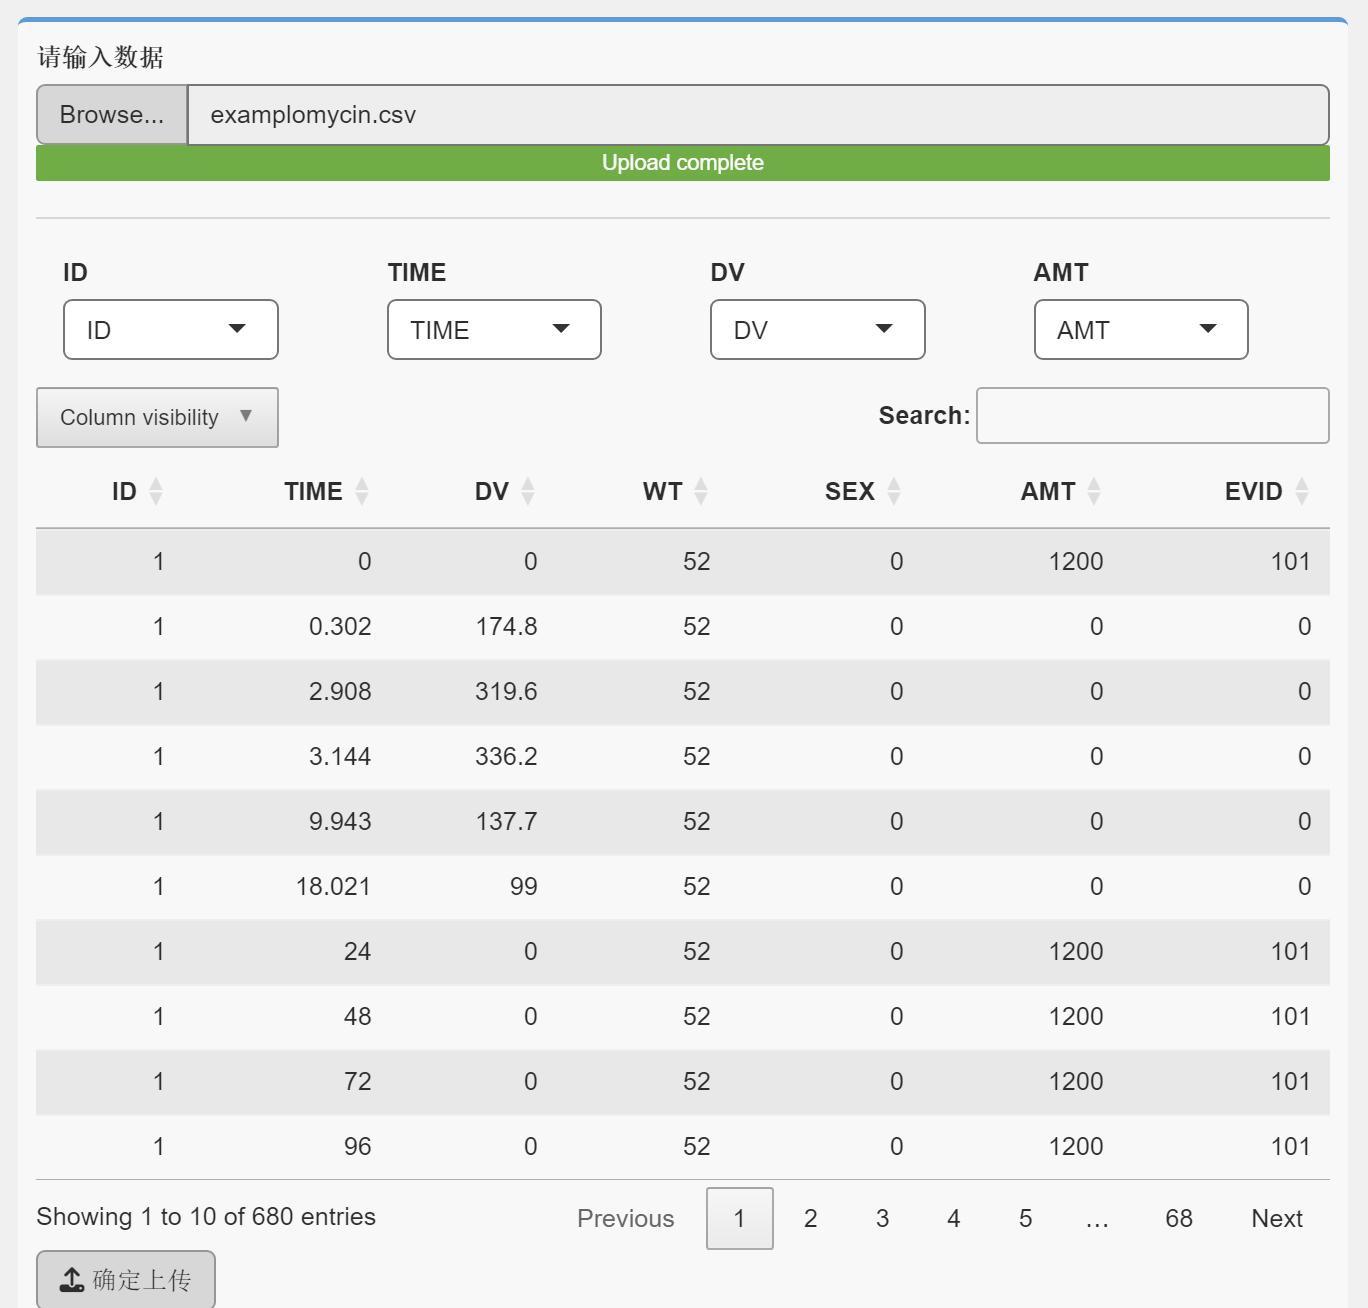 请输入数据
Browse... examplomycin.csv
Upload complete
ID TIME DV AMT
ID TIME DV AMT
Column visibility ▼ Search:
ID TIME DV WT SEX AMT EVID
1 0 0 52 0 1200 101
1 0.302 174.8 52 0 0 0
1 2.908 319.6 52 0 0 0
1 3.144 336.2 52 0 0 0
1 9.943 137.7 52 0 0 0
1 18.021 99 52 0 0 0
1 24 0 52 0 1200 101
1 48 0 52 0 1200 101
1 72 0 52 0 1200 101
1 96 0 52 0 1200 101
Showing 1 to 10 of 680 entries Previous 1 2 3 4 5 … 68 Next
确定上传